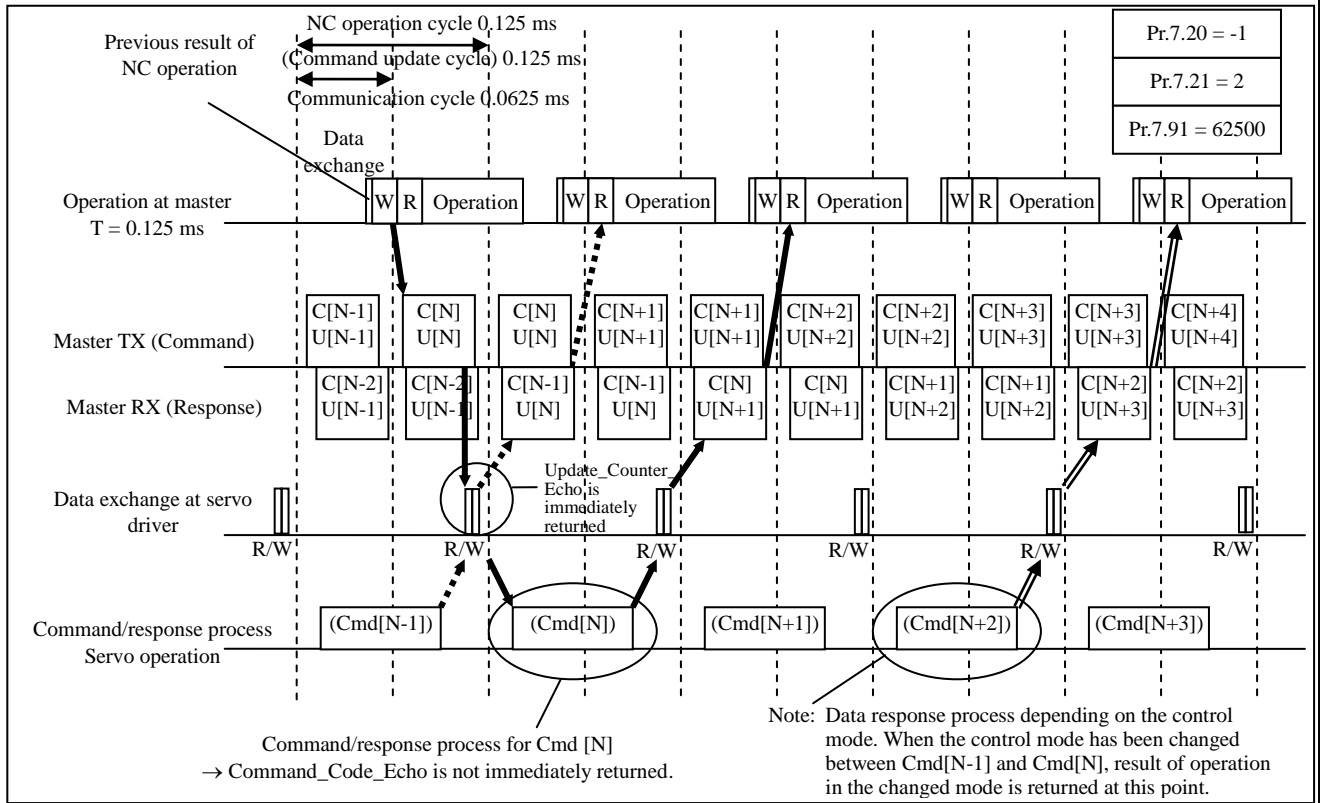 NC operation cycle 0.125 ms
(Command update cycle) 0.125 ms
Communication cycle 0.0625 ms
Previous result of
NC operation
Pr.7.20 = -1
Pr.7.21 = 2
Pr.7.91 = 62500
Data
exchange
Operation at master
T = 0.125 ms
W R Operation
W R Operation
W R Operation
W R Operation
W R Operation
Master TX (Command)
C[N-1] C[N] C[N] C[N+1] C[N+1] C[N+2] C[N+2] C[N+3] C[N+3] C[N+4]
U[N-1] U[N] U[N] U[N+1] U[N+1] U[N+2] U[N+2] U[N+3] U[N+3] U[N+4]
Master RX (Response)
C[N-2] C[N-2] C[N-1] C[N-1] C[N] C[N] C[N+1] C[N+1] C[N+2] C[N+2]
U[N-1] U[N-1] U[N] U[N] U[N+1] U[N+1] U[N+2] U[N+2] U[N+3] U[N+3]
Update_Counter_
Echo is
immediately
returned
Data exchange at servo
driver
R/W R/W R/W R/W R/W R/W
Command/response process
Servo operation
(Cmd[N-1]) (Cmd[N]) (Cmd[N+1]) (Cmd[N+2]) (Cmd[N+3])
Command/response process for Cmd [N]
→ Command_Code_Echo is not immediately returned.
Note: Data response process depending on the control
mode. When the control mode has been changed
between Cmd[N-1] and Cmd[N], result of operation
in the changed mode is returned at this point.